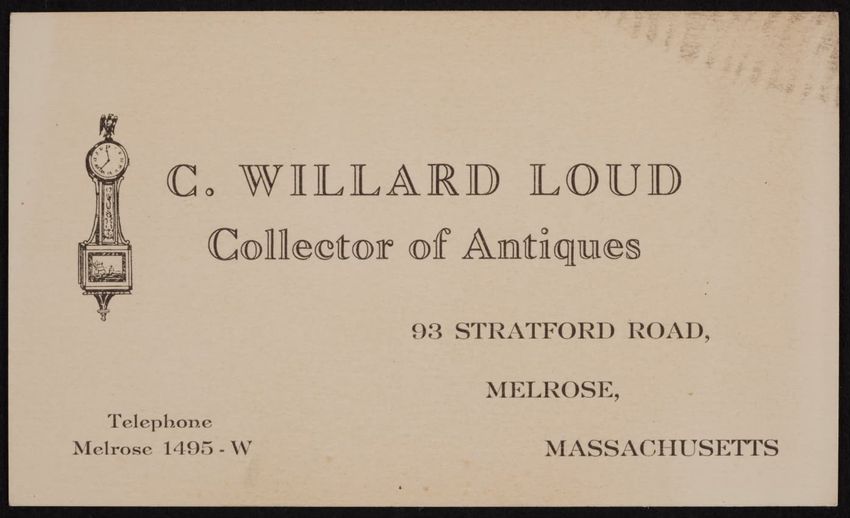 C. WILLARD LOUD
Collector of Antiques
93 STRATFORD ROAD,
MELROSE,
MASSACHUSETTS
Telephone
Melrose 1495 - W